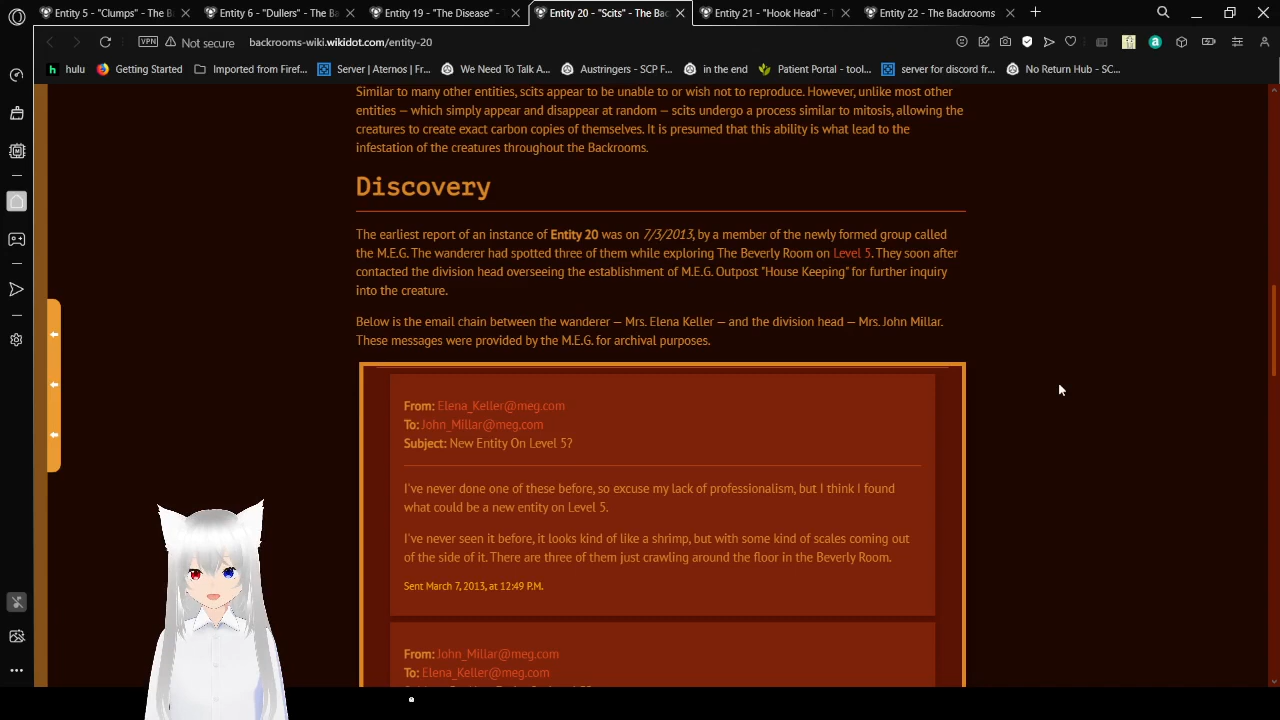 Entity 5 - "Clumps" - The B
Entity 6 - "Dullers" - The Ba
Entity 19 - "The Disease" -
Entity 20 - "Scits" - The Bac
Entity 21 - "Hook Head" - T
Entity 22 - The Backrooms
VPN
Not secure
backrooms-wiki.wikidot.com/entity-20
hulu
Getting Started
Imported from Firef...
Server | Aternos | Fr...
We Need To Talk A...
Austringers - SCP F...
in the end
Patient Portal - tool...
server for discord fr...
No Return Hub - SC...
Similar to many other entities, scits appear to be unable to or wish not to reproduce. However, unlike most other
entities — which simply appear and disappear at random — scits undergo a process similar to mitosis, allowing the
creatures to create exact carbon copies of themselves. It is presumed that this ability is what lead to the
infestation of the creatures throughout the Backrooms.
Discovery
The earliest report of an instance of Entity 20 was on 7/3/2013, by a member of the newly formed group called
the M.E.G. The wanderer had spotted three of them while exploring The Beverly Room on Level 5. They soon after
contacted the division head overseeing the establishment of M.E.G. Outpost "House Keeping" for further inquiry
into the creature.
Below is the email chain between the wanderer — Mrs. Elena Keller — and the division head — Mrs. John Millar.
These messages were provided by the M.E.G. for archival purposes.
From: Elena_Keller@meg.com
To: John_Millar@meg.com
Subject: New Entity On Level 5?
I've never done one of these before, so excuse my lack of professionalism, but I think I found
what could be a new entity on Level 5.
I've never seen it before, it looks kind of like a shrimp, but with some kind of scales coming out
of the side of it. There are three of them just crawling around the floor in the Beverly Room.
Sent March 7, 2013, at 12:49 P.M.
From: John_Millar@meg.com
To: Elena_Keller@meg.com